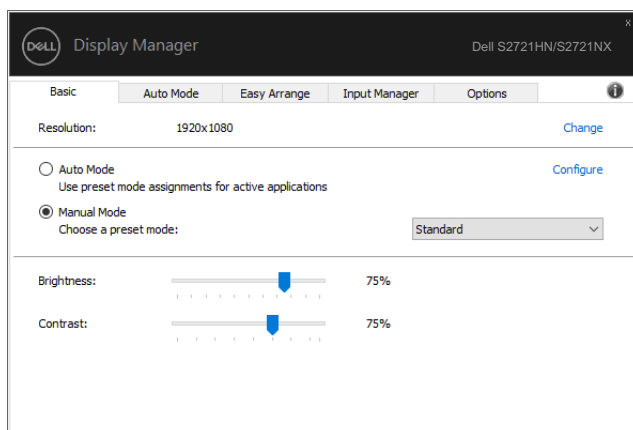 x
DELL Display Manager Dell S2721HN/S2721NX
Basic Auto Mode Easy Arrange Input Manager Options i
Resolution: 1920x1080 Change
Auto Mode Configure
Use preset mode assignments for active applications
Manual Mode
Choose a preset mode: Standard
Brightness: 75%
Contrast: 75%